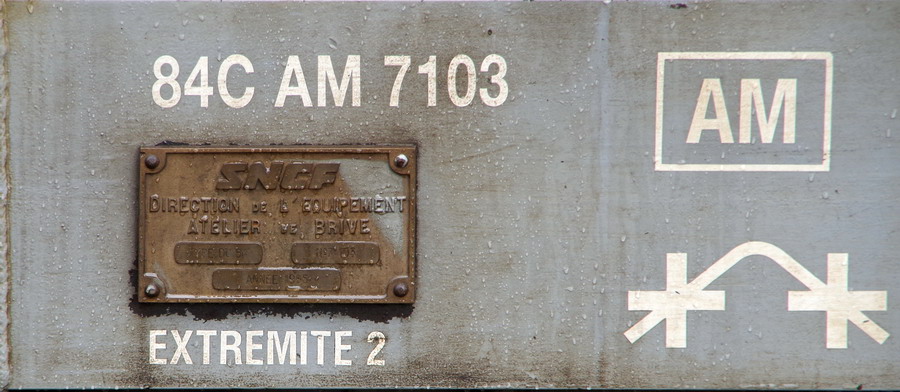 84C AM 7103
AM
SNCF
DIRECTION DE L'EQUIPEMENT
ATELIER DE BRIVE
EXTREMITE 2